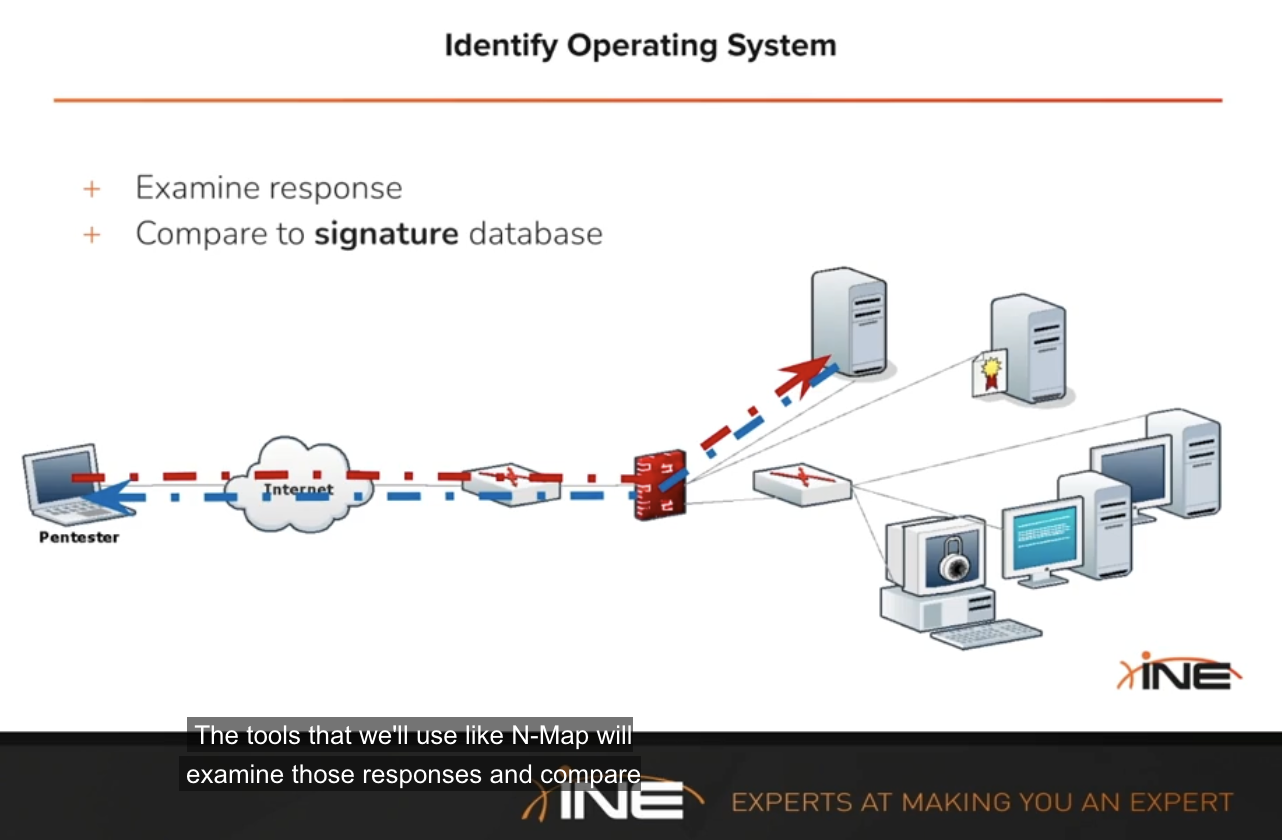 Identify Operating System
+ Examine response
+ Compare to signature database
Internet
Pentester
iNE
The tools that we'll use like N-Map will
examine those responses and compare
iNE EXPERTS AT MAKING YOU AN EXPERT